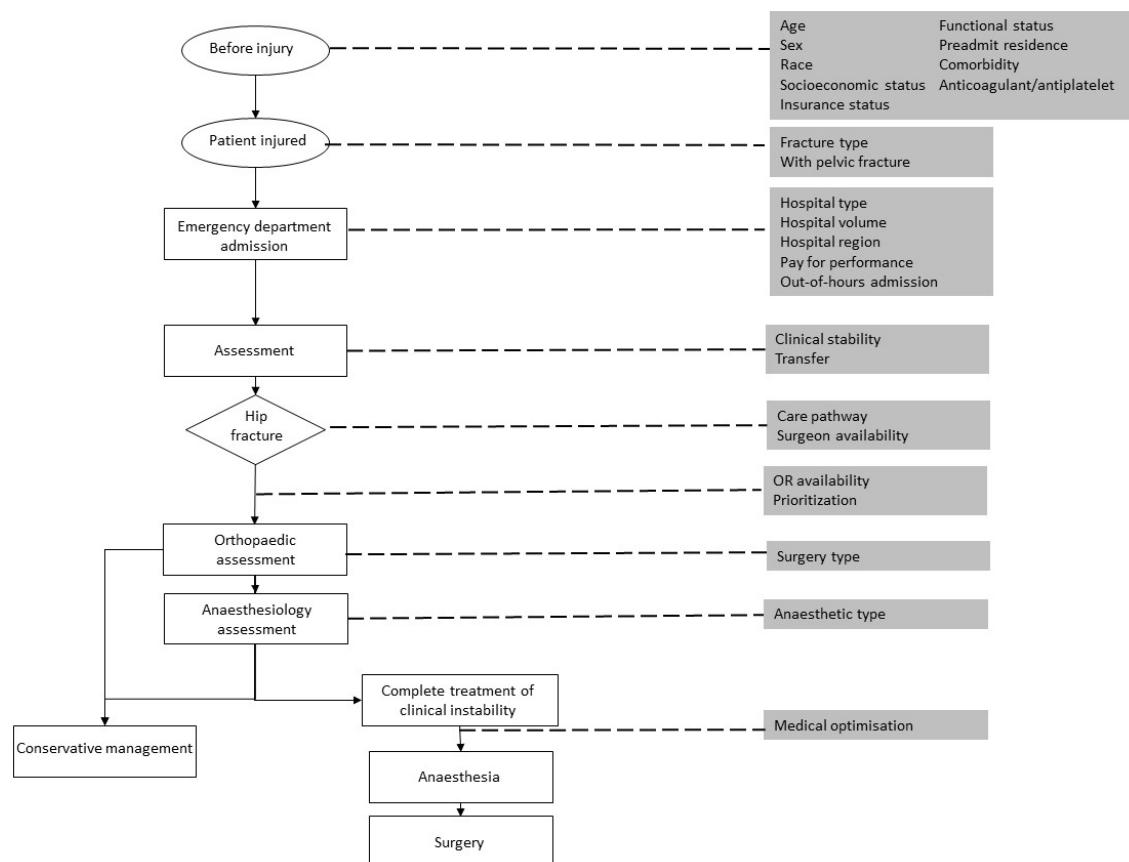 Before injury
Age
Functional status
Sex
Preadmit residence
Race
Comorbidity
Socioeconomic status
Anticoagulant/antiplatelet
Insurance status
Patient injured
Fracture type
With pelvic fracture
Emergency department
admission
Hospital type
Hospital volume
Hospital region
Pay for performance
Out-of-hours admission
Assessment
Clinical stability
Transfer
Hip
fracture
Care pathway
Surgeon availability
OR availability
Prioritization
Orthopaedic
assessment
Surgery type
Anaesthesiology
assessment
Anaesthetic type
Complete treatment of
clinical instability
Conservative management
Medical optimisation
Anaesthesia
Surgery